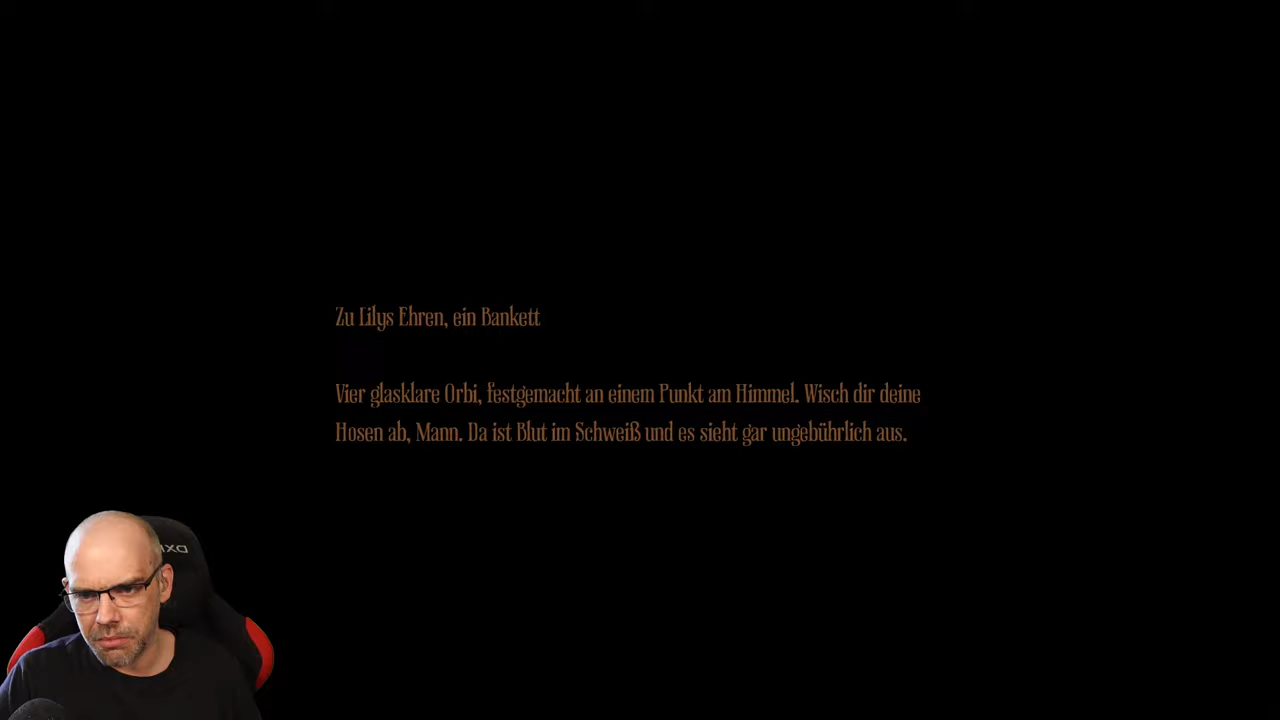 Zu Lilys Ehren, ein Bankett
Vier glasklare Orbi, festgemacht an einem Punkt am Himmel. Wisch dir deine
Hosen ab, Mann. Da ist Blut im Schweiß und es sieht gar ungebührlich aus.